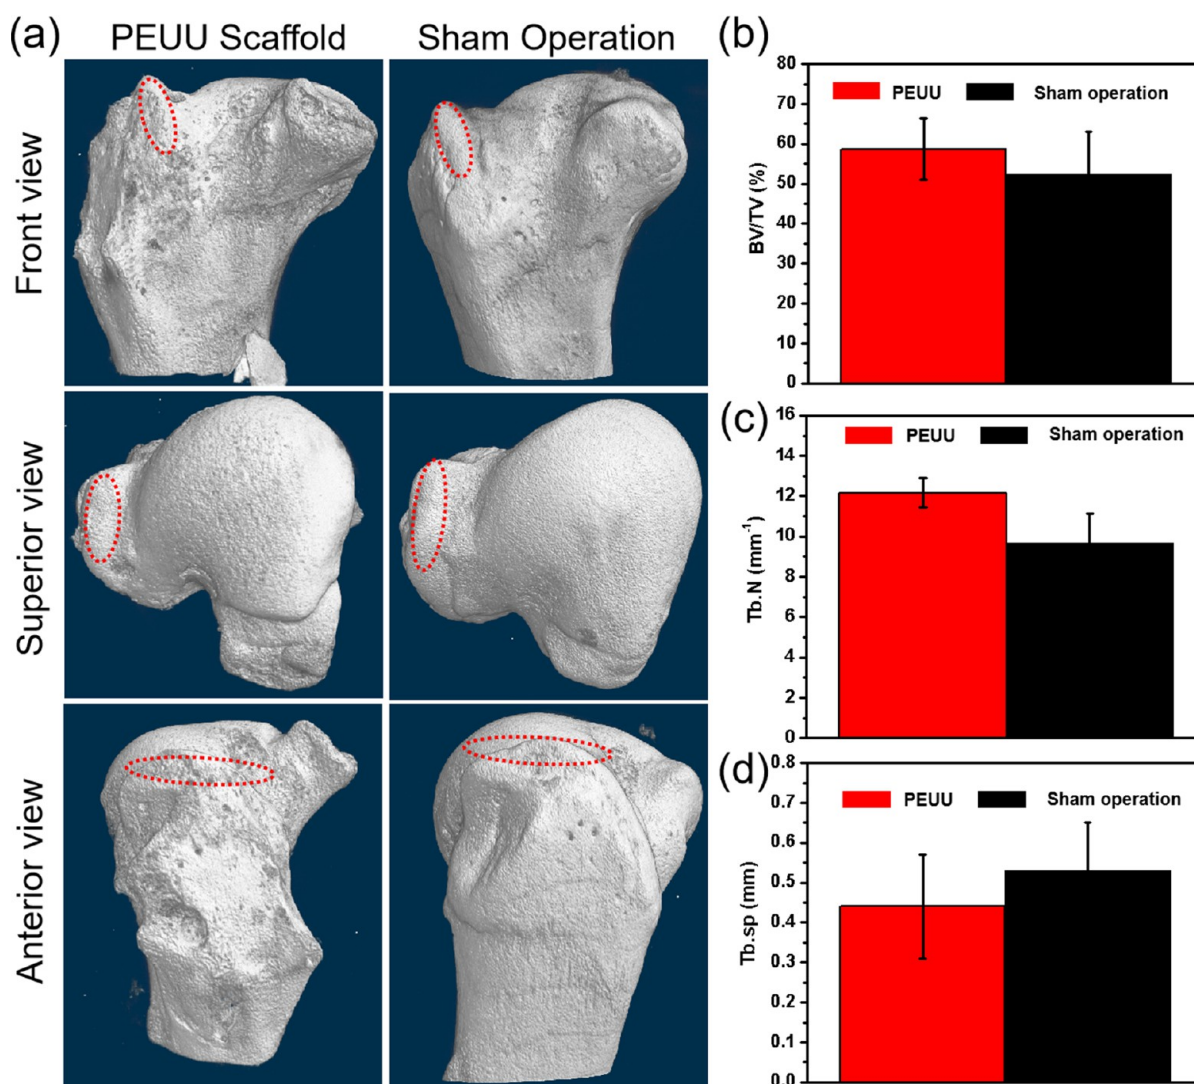 (a)
PEUU Scaffold
Sham Operation
Front view
Superior view
Anterior view
(b)
80
70
60
50
40
30
20
10
0
BV/TV (%)
PEUU
Sham operation
(c)
16
14
12
10
8
6
4
2
0
Tb.N (mm⁻¹)
PEUU
Sham operation
(d)
0.8
0.7
0.6
0.5
0.4
0.3
0.2
0.1
0.0
Tb.sp (mm)
PEUU
Sham operation